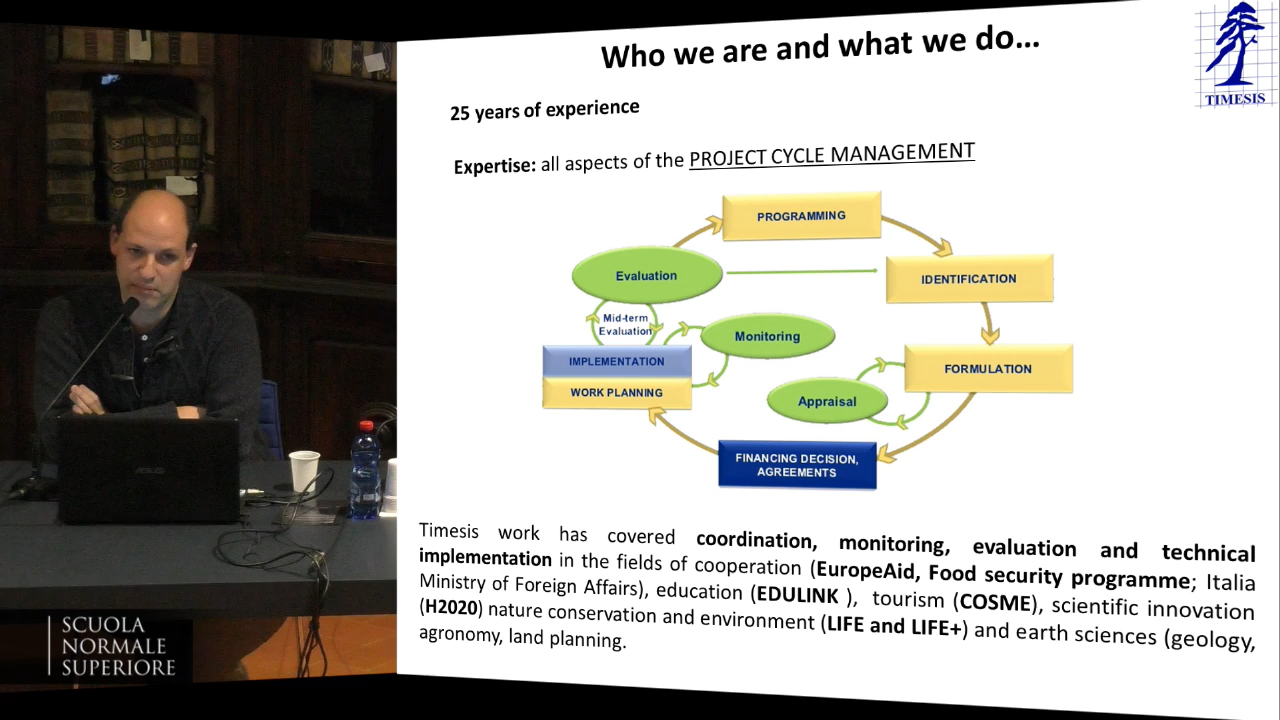 Who we are and what we do...
TIMESIS
25 years of experience
Expertise: all aspects of the PROJECT CYCLE MANAGEMENT
PROGRAMMING
Evaluation
IDENTIFICATION
Mid-term
Evaluation
Monitoring
IMPLEMENTATION
WORK PLANNING
FORMULATION
Appraisal
FINANCING DECISION,
AGREEMENTS
Timesis work has covered coordination, monitoring, evaluation and technical
implementation in the fields of cooperation (EuropeAid, Food security programme; Italia
Ministry of Foreign Affairs), education (EDULINK ), tourism (COSME), scientific innovation
(H2020) nature conservation and environment (LIFE and LIFE+) and earth sciences (geology,
agronomy, land planning.
ASUS
SCUOLA
NORMALE
SUPERIORE